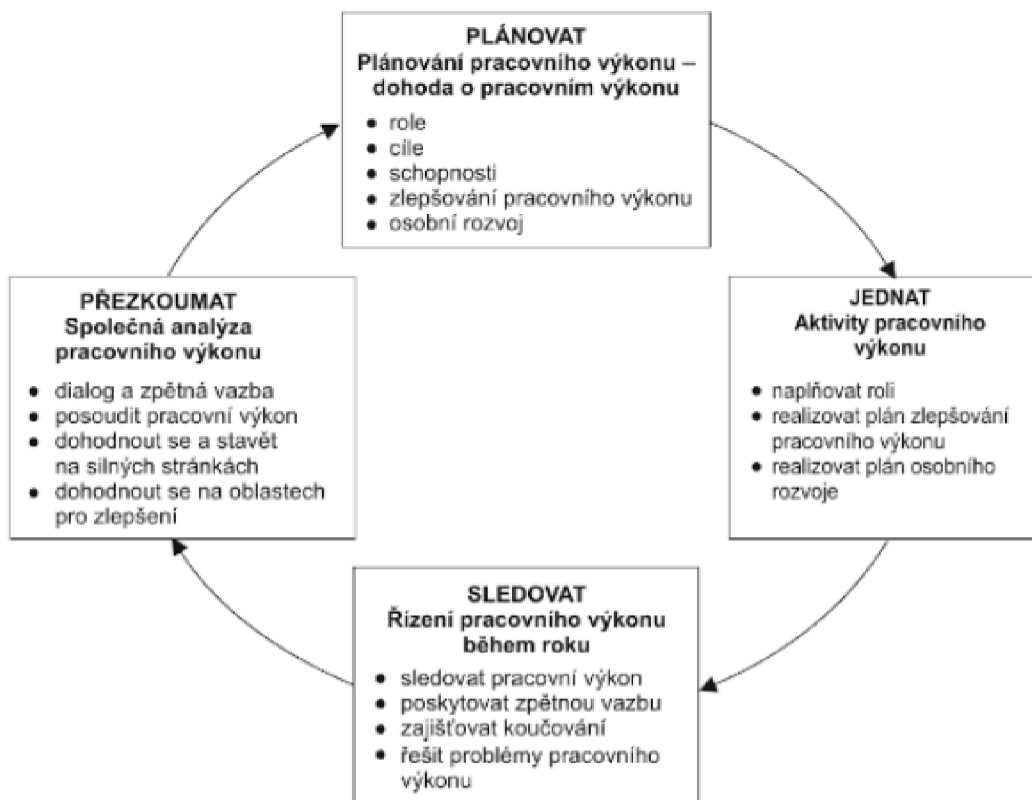 PLÁNOVAT
Plánování pracovního výkonu –
dohoda o pracovním výkonu
● role
● cíle
● schopnosti
● zlepšování pracovního výkonu
● osobní rozvoj
JEDNAT
Aktivity pracovního
výkonu
● naplňovat roli
● realizovat plán zlepšování
pracovního výkonu
● realizovat plán osobního
rozvoje
SLEDOVAT
Řízení pracovního výkonu
během roku
● sledovat pracovní výkon
● poskytovat zpětnou vazbu
● zajišťovat koučování
● řešit problémy pracovního
výkonu
PŘEZKOUMAT
Společná analýza
pracovního výkonu
● dialog a zpětná vazba
● posoudit pracovní výkon
● dohodnout se a stavět
na silných stránkách
● dohodnout se na oblastech
pro zlepšení